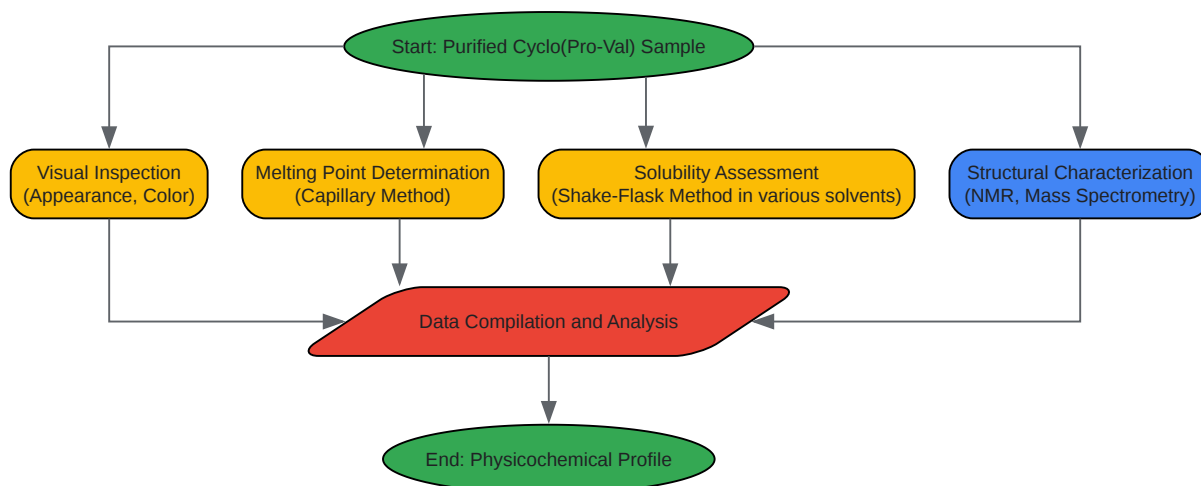 Start: Purified Cyclo(Pro-Val) Sample
Visual Inspection
(Appearance, Color)
Melting Point Determination
(Capillary Method)
Solubility Assessment
(Shake-Flask Method in various solvents)
Structural Characterization
(NMR, Mass Spectrometry)
Data Compilation and Analysis
End: Physicochemical Profile